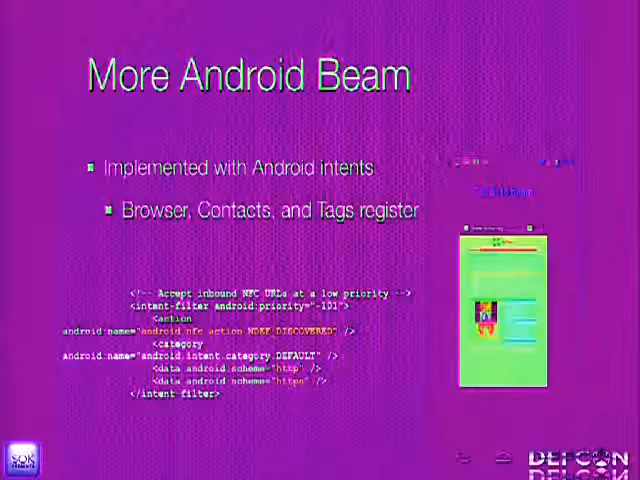 More Android Beam
Implemented with Android intents
Browser, Contacts, and Tags register
<!-- Accept inbound NFC URLs at a low priority -->
<intent-filter android:priority="-101">
<action
android:name="android.nfc.action.NDEF_DISCOVERED" />
<category
android:name="android.intent.category.DEFAULT" />
<data android:scheme="http" />
<data android:scheme="https" />
</intent-filter>
SOK
DEFCON